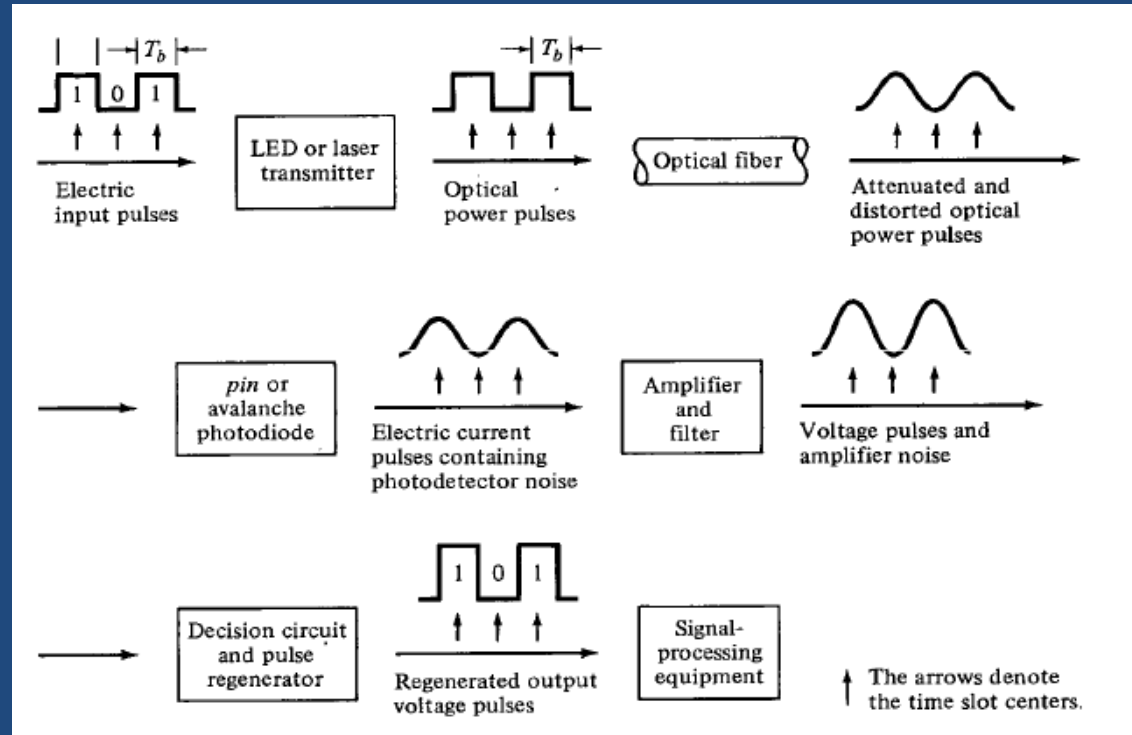 T_b
1 0 1
LED or laser
transmitter
Electric
input pulses
T_b
Optical
power pulses
Optical fiber
Attenuated and
distorted optical
power pulses
pin or
avalanche
photodiode
Electric current
pulses containing
photodetector noise
Amplifier
and
filter
Voltage pulses and
amplifier noise
Decision circuit
and pulse
regenerator
1 0 1
Regenerated output
voltage pulses
Signal-
processing
equipment
The arrows denote
the time slot centers.